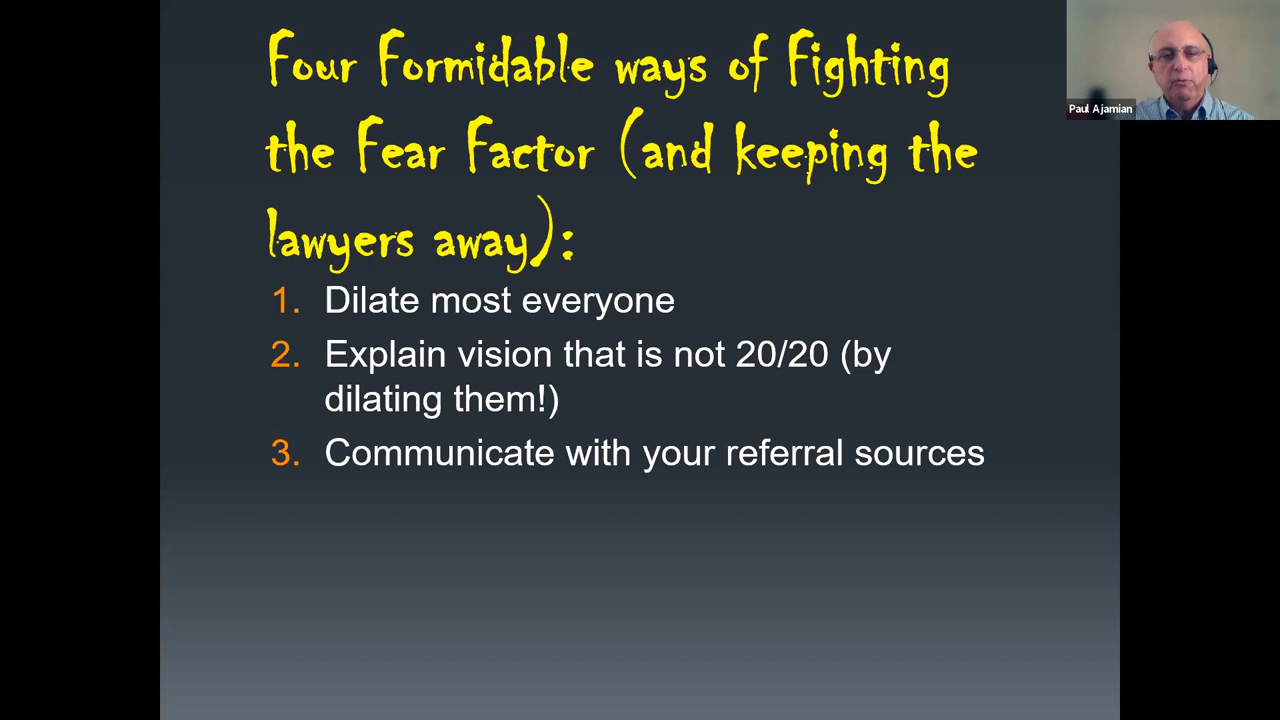 Four Formidable ways of Fighting
the Fear Factor (and keeping the
lawyers away):
1. Dilate most everyone
2. Explain vision that is not 20/20 (by
dilating them!)
3. Communicate with your referral sources
Paul Ajamian